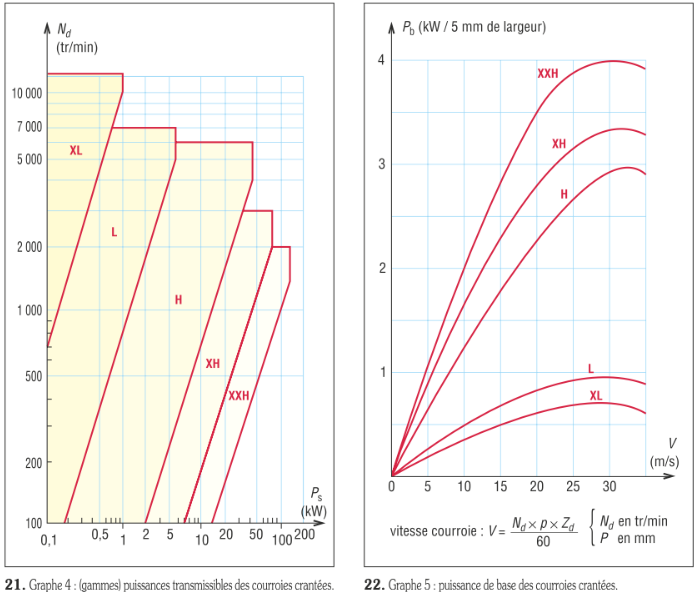 N_d
(tr/min)
10 000
7 000
5 000
2 000
1 000
500
200
100
XL
L
H
XH
XXH
P_s
(kW)
0,1 0,5 1 2 5 10 20 50 100 200
21. Graphe 4 : (gammes) puissances transmissibles des courroies crantées.
P_b (kW / 5 mm de largeur)
4
3
2
1
XXH
XH
H
L
XL
V
(m/s)
0 5 10 15 20 25 30
vitesse courroie : V = N_d × p × Z_d / 60 { N_d en tr/min
P en mm
22. Graphe 5 : puissance de base des courroies crantées.